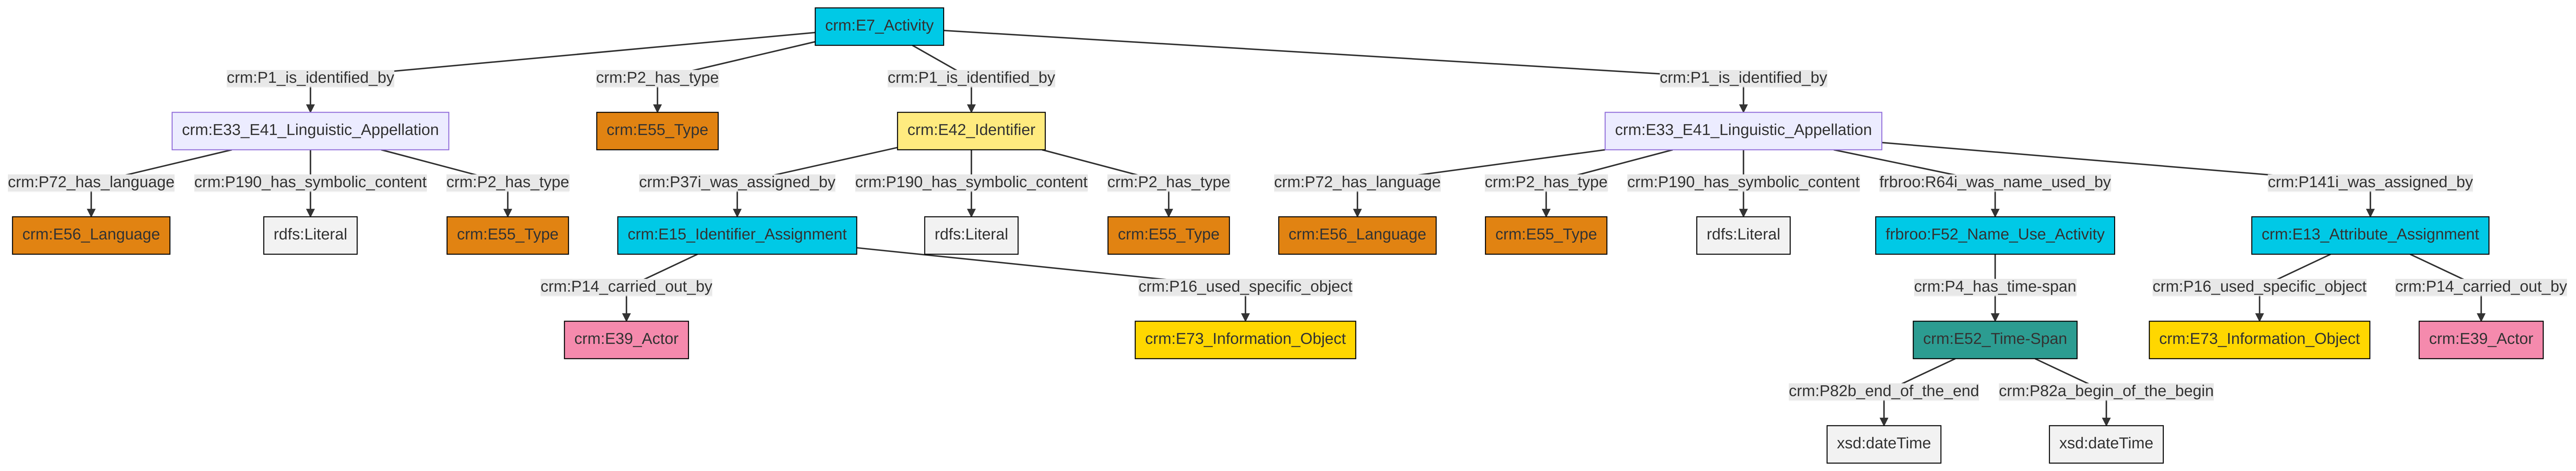 crm:E7_Activity
crm:P1_is_identified_by
crm:P2_has_type
crm:P1_is_identified_by
crm:P1_is_identified_by
crm:E33_E41_Linguistic_Appellation
crm:E55_Type
crm:E42_Identifier
crm:E33_E41_Linguistic_Appellation
crm:P72_has_language
crm:P190_has_symbolic_content
crm:P2_has_type
crm:P37i_was_assigned_by
crm:P190_has_symbolic_content
crm:P2_has_type
crm:P72_has_language
crm:P2_has_type
crm:P190_has_symbolic_content
frbroo:R64i_was_name_used_by
crm:P141i_was_assigned_by
crm:E56_Language
rdfs:Literal
crm:E55_Type
crm:E15_Identifier_Assignment
rdfs:Literal
crm:E55_Type
crm:E56_Language
crm:E55_Type
rdfs:Literal
frbroo:F52_Name_Use_Activity
crm:E13_Attribute_Assignment
crm:P14_carried_out_by
crm:P16_used_specific_object
crm:P4_has_time-span
crm:P16_used_specific_object
crm:P14_carried_out_by
crm:E39_Actor
crm:E73_Information_Object
crm:E52_Time-Span
crm:E73_Information_Object
crm:E39_Actor
crm:P82b_end_of_the_end
crm:P82a_begin_of_the_begin
xsd:dateTime
xsd:dateTime